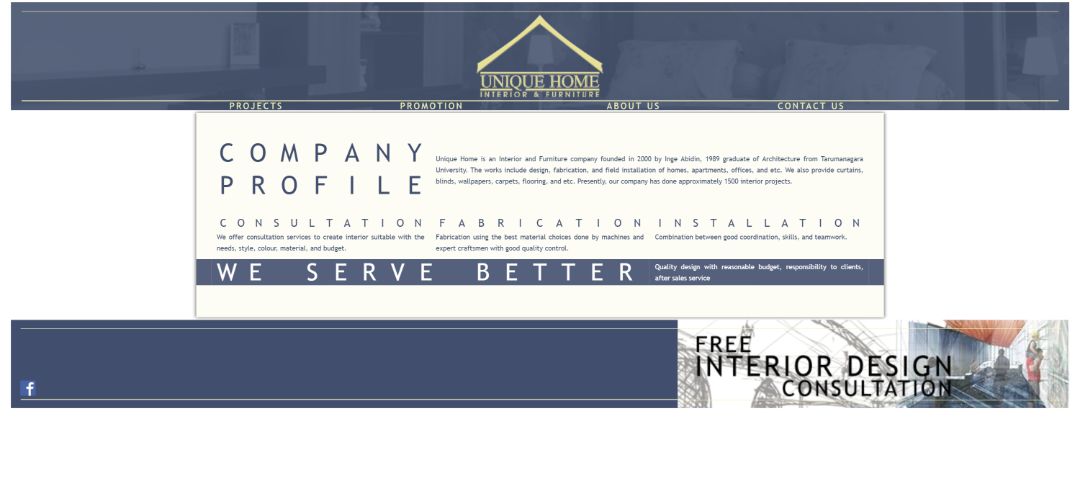 UNIQUE HOME
INTERIOR & FURNITURE
PROJECTS PROMOTION ABOUT US CONTACT US
COMPANY
PROFILE
Unique Home is an Interior and Furniture company founded in 2000 by Inge Abidin, 1989 graduate of Architecture from Tarumanagara
University. The works include design, fabrication, and field installation of homes, apartments, offices, and etc. We also provide curtains,
blinds, wallpapers, carpets, flooring, and etc. Presently, our company has done approximately 1500 interior projects.
CONSULTATION
We offer consultation services to create interior suitable with the
needs, style, colour, material, and budget.
FABRICATION
Fabrication using the best material choices done by machines and
expert craftsmen with good quality control.
INSTALLATION
Combination between good coordination, skills, and teamwork.
WE SERVE BETTER
Quality design with reasonable budget, responsibility to clients,
after sales service
f
FREE
INTERIOR DESIGN
CONSULTATION